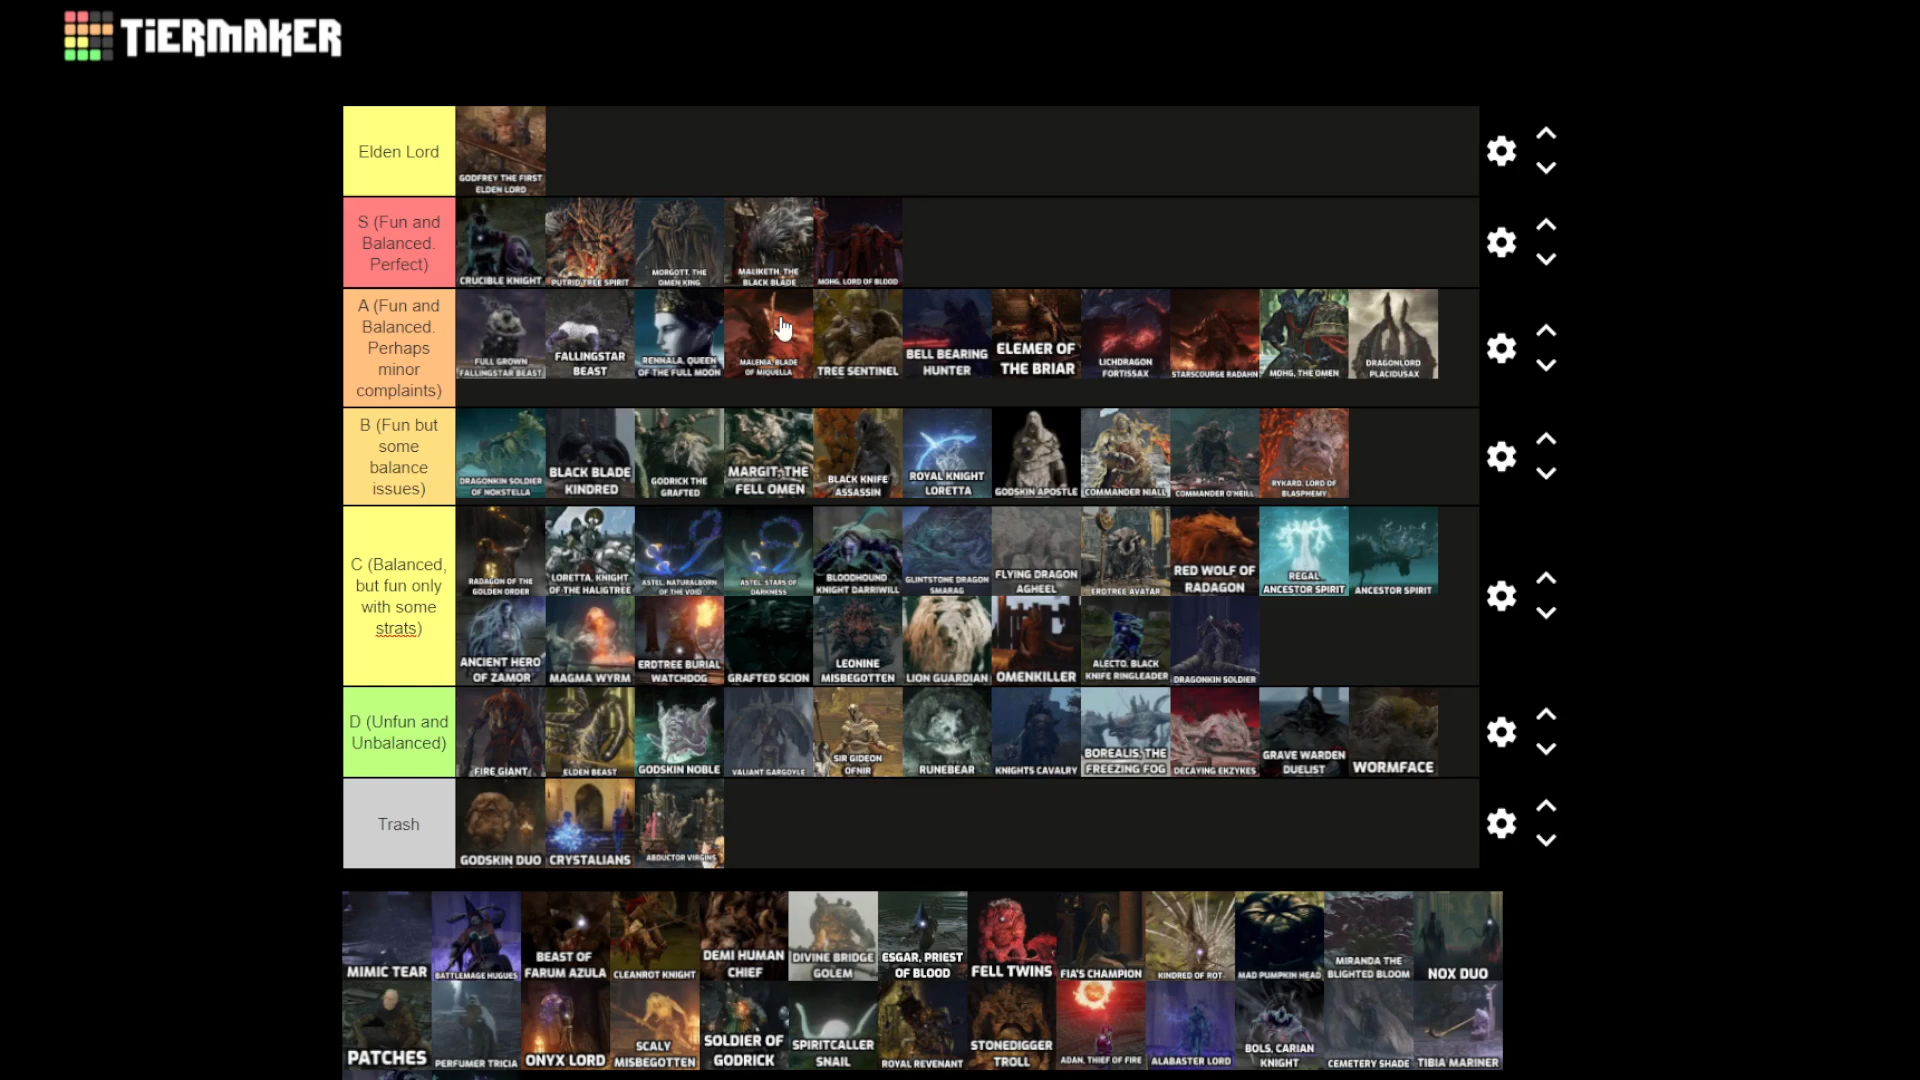 TiERMAKER
Elden Lord
GODFREY THE FIRST
ELDEN LORD
S (Fun and
Balanced.
Perfect)
CRUCIBLE KNIGHT
PUTRID TREE SPIRIT
MORGOTT, THE
OMEN KING
MALIKETH, THE
BLACK BLADE
MOHG, LORD OF BLOOD
A (Fun and
Balanced.
Perhaps
minor
complaints)
FULL GROWN
FALLINGSTAR BEAST
FALLINGSTAR
BEAST
RENNALA, QUEEN
OF THE FULL MOON
MALENIA, BLADE
OF MIQUELLA
TREE SENTINEL
BELL BEARING
HUNTER
ELEMER OF
THE BRIAR
LICHDRAGON
FORTISSAX
STARSCOURGE RADAHN
MOHG, THE OMEN
DRAGONLORD
PLACIDUSAX
B (Fun but
some
balance
issues)
DRAGONKIN SOLDIER
OF NOKSTELLA
BLACK BLADE
KINDRED
GODRICK THE
GRAFTED
MARGIT, THE
FELL OMEN
BLACK KNIFE
ASSASSIN
ROYAL KNIGHT
LORETTA
GODSKIN APOSTLE
COMMANDER NIALL
COMMANDER O'NEILL
RYKARD, LORD OF
BLASPHEMY
C (Balanced,
but fun only
with some
strats)
RADAGON OF THE
GOLDEN ORDER
LORETTA, KNIGHT
OF THE HALIGTREE
ASTEL, NATURALBORN
OF THE VOID
ASTEL, STARS OF
DARKNESS
BLOODHOUND
KNIGHT DARRIWILL
GLINTSTONE DRAGON
SMARAG
FLYING DRAGON
AGHEEL
ERDTREE AVATAR
RED WOLF OF
RADAGON
REGAL
ANCESTOR SPIRIT
ANCESTOR SPIRIT
ANCIENT HERO
OF ZAMOR
MAGMA WYRM
ERDTREE BURIAL
WATCHDOG
GRAFTED SCION
LEONINE
MISBEGOTTEN
LION GUARDIAN
OMENKILLER
ALECTO, BLACK
KNIFE RINGLEADER
DRAGONKIN SOLDIER
D (Unfun and
Unbalanced)
FIRE GIANT
ELDEN BEAST
GODSKIN NOBLE
VALIANT GARGOYLE
SIR GIDEON
OFNIR
RUNEBEAR
KNIGHTS CAVALRY
BOREALIS, THE
FREEZING FOG
DECAYING EKZYKES
GRAVE WARDEN
DUELIST
WORMFACE
Trash
GODSKIN DUO
CRYSTALIANS
ABDUCTOR VIRGINS
MIMIC TEAR
BATTLEMAGE HUGUES
BEAST OF
FARUM AZULA
CLEANROT KNIGHT
DEMI HUMAN
CHIEF
DIVINE BRIDGE
GOLEM
ESGAR, PRIEST
OF BLOOD
FELL TWINS
FIA'S CHAMPION
KINDRED OF ROT
MAD PUMPKIN HEAD
MIRANDA THE
BLIGHTED BLOOM
NOX DUO
PATCHES
PERFUMER TRICIA
ONYX LORD
SCALY
MISBEGOTTEN
SOLDIER OF
GODRICK
SPIRITCALLER
SNAIL
ROYAL REVENANT
STONEDIGGER
TROLL
ADAN, THIEF OF FIRE
ALABASTER LORD
BOLS, CARIAN
KNIGHT
CEMETERY SHADE
TIBIA MARINER